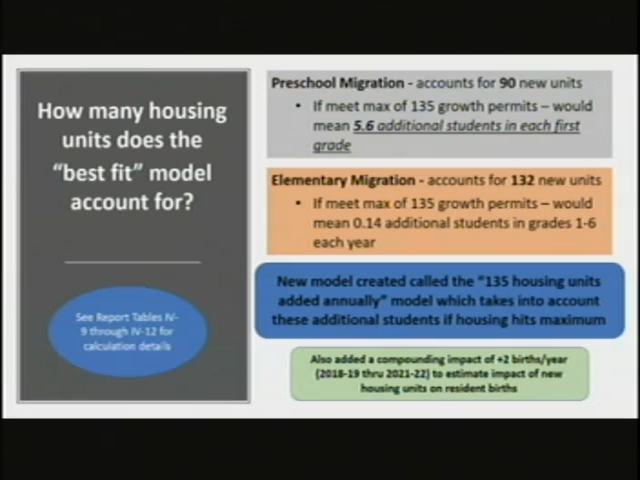 How many housing
units does the
“best fit” model
account for?
See Report Tables IV-
9 through IV-12 for
calculation details
Preschool Migration - accounts for 90 new units
• If meet max of 135 growth permits – would
mean 5.6 additional students in each first
grade
Elementary Migration - accounts for 132 new units
• If meet max of 135 growth permits – would
mean 0.14 additional students in grades 1-6
each year
New model created called the “135 housing units
added annually” model which takes into account
these additional students if housing hits maximum
Also added a compounding impact of +2 births/year
(2018-19 thru 2021-22) to estimate impact of new
housing units on resident births